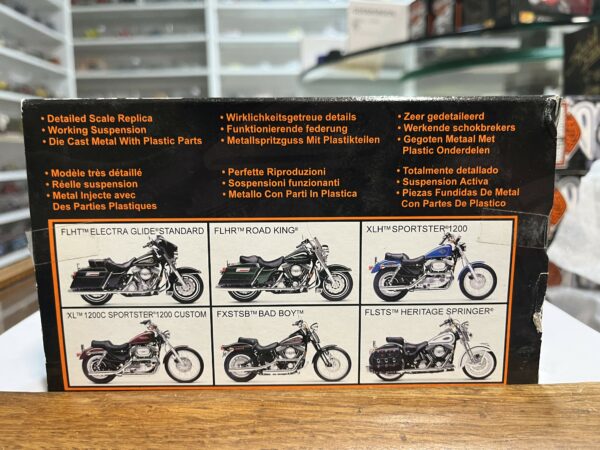 • Detailed Scale Replica
• Working Suspension
• Die Cast Metal With Plastic Parts
• Wirklichkeitsgetreue details
• Funktionierende federung
• Metallspritzguss Mit Plastikteilen
• Zeer gedetailleerd
• Werkende schokbrekers
• Gegoten Metaal Met
Plastic Onderdelen
• Modèle très détaillé
• Réelle suspension
• Metal Injecte avec
Des Parties Plastiques
• Perfette Riproduzioni
• Sospensioni funzionanti
• Metallo Con Parti In Plastica
• Totalmente detallado
• Suspension Activa
• Piezas Fundidas De Metal
Con Partes De Plastico
FLHT™ ELECTRA GLIDE® STANDARD
FLHR™ ROAD KING®
XLH™ SPORTSTER® 1200
XL™ 1200C SPORTSTER® 1200 CUSTOM
FXSTSB™ BAD BOY™
FLSTS™ HERITAGE SPRINGER®